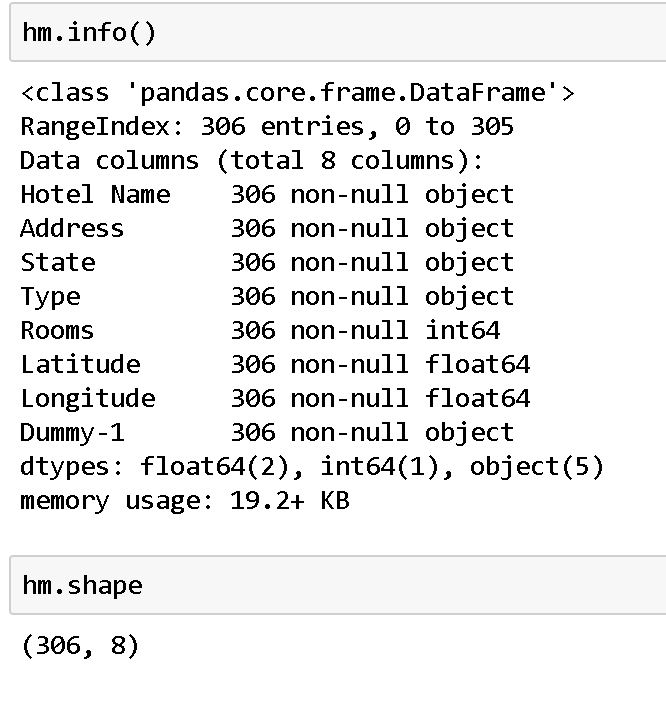 hm.info()
<class 'pandas.core.frame.DataFrame'>
RangeIndex: 306 entries, 0 to 305
Data columns (total 8 columns):
Hotel Name    306 non-null object
Address       306 non-null object
State         306 non-null object
Type          306 non-null object
Rooms         306 non-null int64
Latitude      306 non-null float64
Longitude     306 non-null float64
Dummy-1       306 non-null object
dtypes: float64(2), int64(1), object(5)
memory usage: 19.2+ KB
hm.shape
(306, 8)